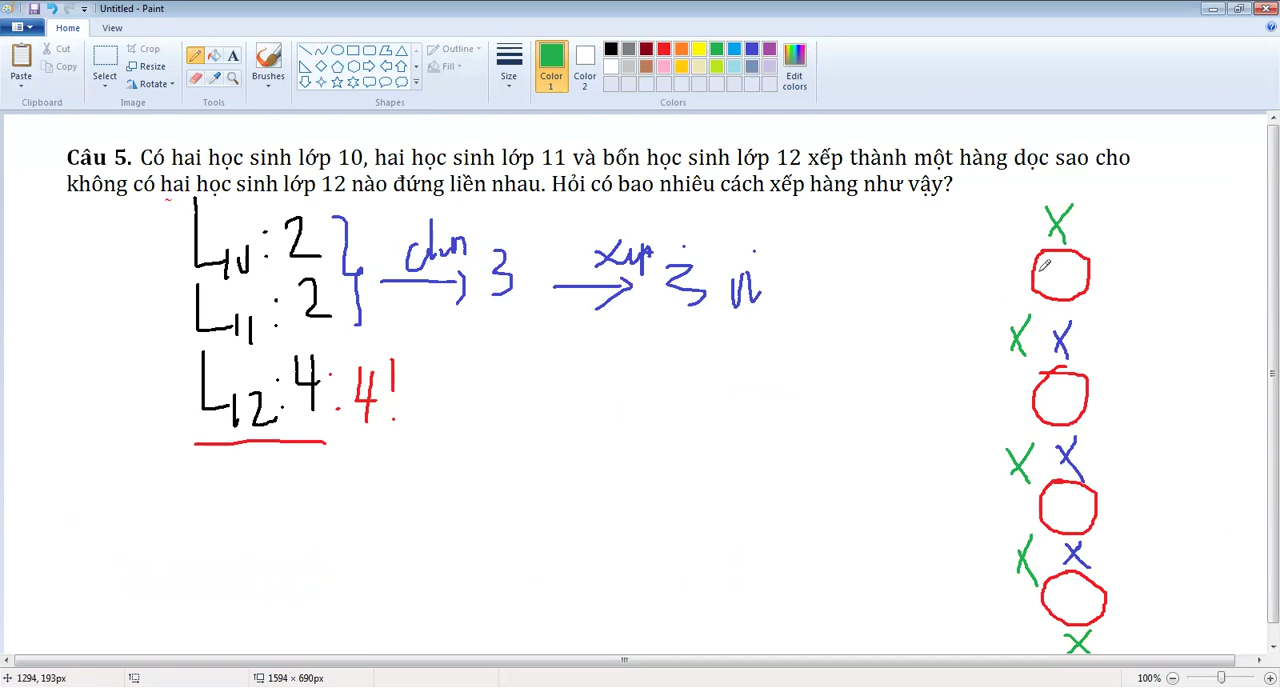 Untitled - Paint
Home View
Cut
Copy
Paste
Clipboard
Crop
Resize
Rotate
Select
Image
Tools
Brushes
Shapes
Outline
Fill
Size
Color 1
Color 2
Edit colors
Colors
Câu 5. Có hai học sinh lớp 10, hai học sinh lớp 11 và bốn học sinh lớp 12 xếp thành một hàng dọc sao cho
không có hai học sinh lớp 12 nào đứng liền nhau. Hỏi có bao nhiêu cách xếp hàng như vậy?
L10 : 2
chọn 3 xếp 3 vị
L11 : 2
L12 : 4 : 4!
X
X X
X X
X X
X
1294, 193px
1594 × 690px
100%